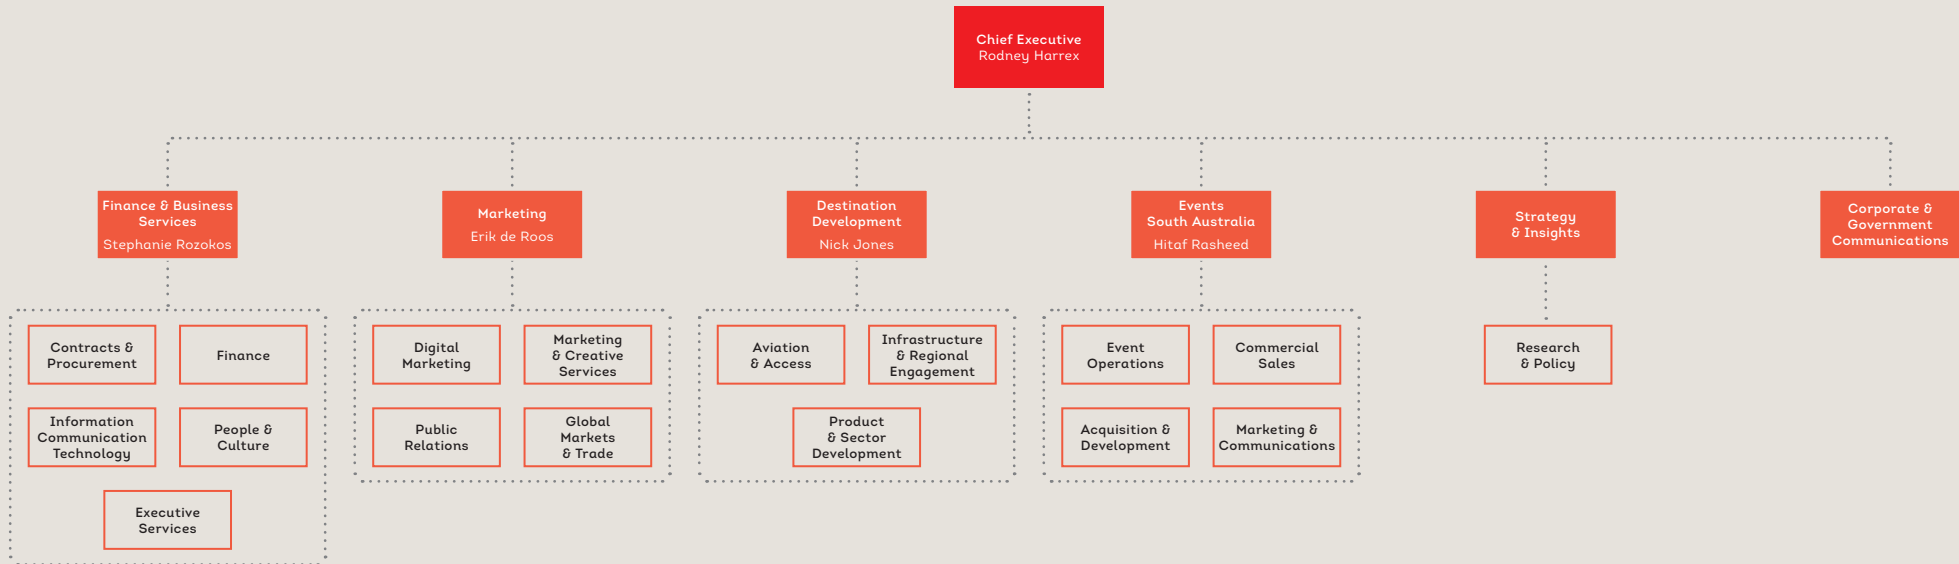 Chief Executive
Rodney Harrex
Finance & Business
Services
Stephanie Rozokos
Marketing
Erik de Roos
Destination
Development
Nick Jones
Events
South Australia
Hitaf Rasheed
Strategy
& Insights
Corporate &
Government
Communications
Contracts &
Procurement
Finance
Information
Communication
Technology
People &
Culture
Executive
Services
Digital
Marketing
Marketing
& Creative
Services
Public
Relations
Global
Markets
& Trade
Aviation
& Access
Infrastructure
& Regional
Engagement
Product
& Sector
Development
Event
Operations
Commercial
Sales
Acquisition &
Development
Marketing &
Communications
Research
& Policy